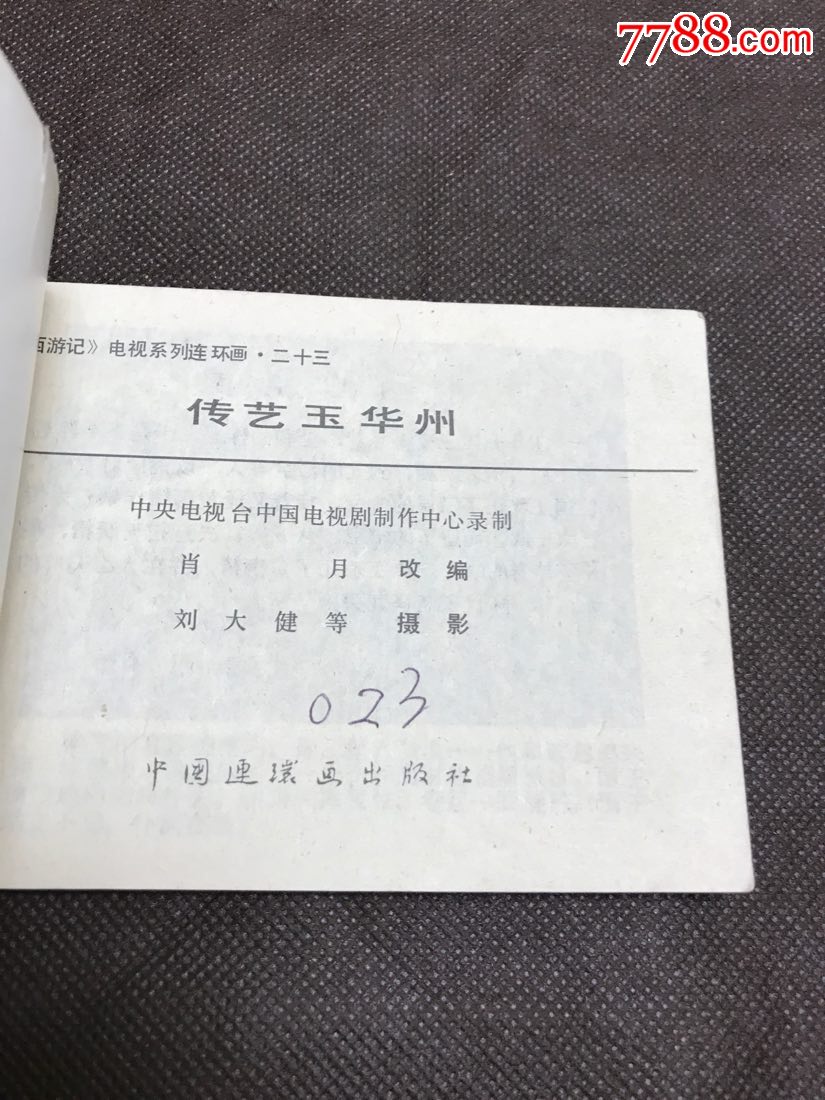 7788.com
西游记》电视系列连环画·二十三
传艺玉华州
中央电视台中国电视剧制作中心录制
肖 月 改编
刘大健等 摄影
023
中国連環画出版社